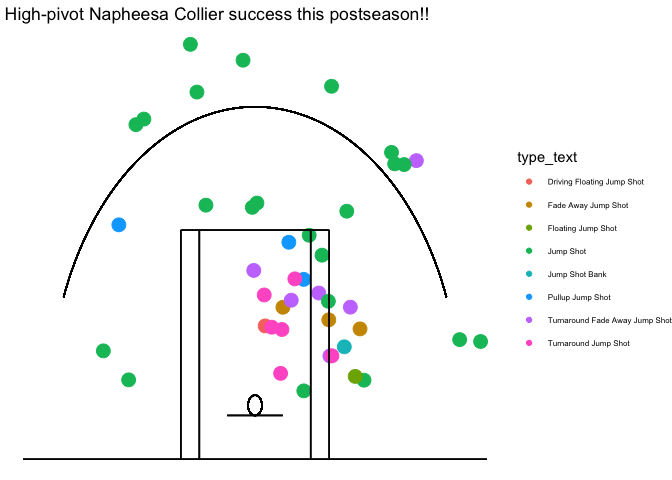 High-pivot Napheesa Collier success this postseason!!
type_text
Driving Floating Jump Shot
Fade Away Jump Shot
Floating Jump Shot
Jump Shot
Jump Shot Bank
Pullup Jump Shot
Turnaround Fade Away Jump Shot
Turnaround Jump Shot